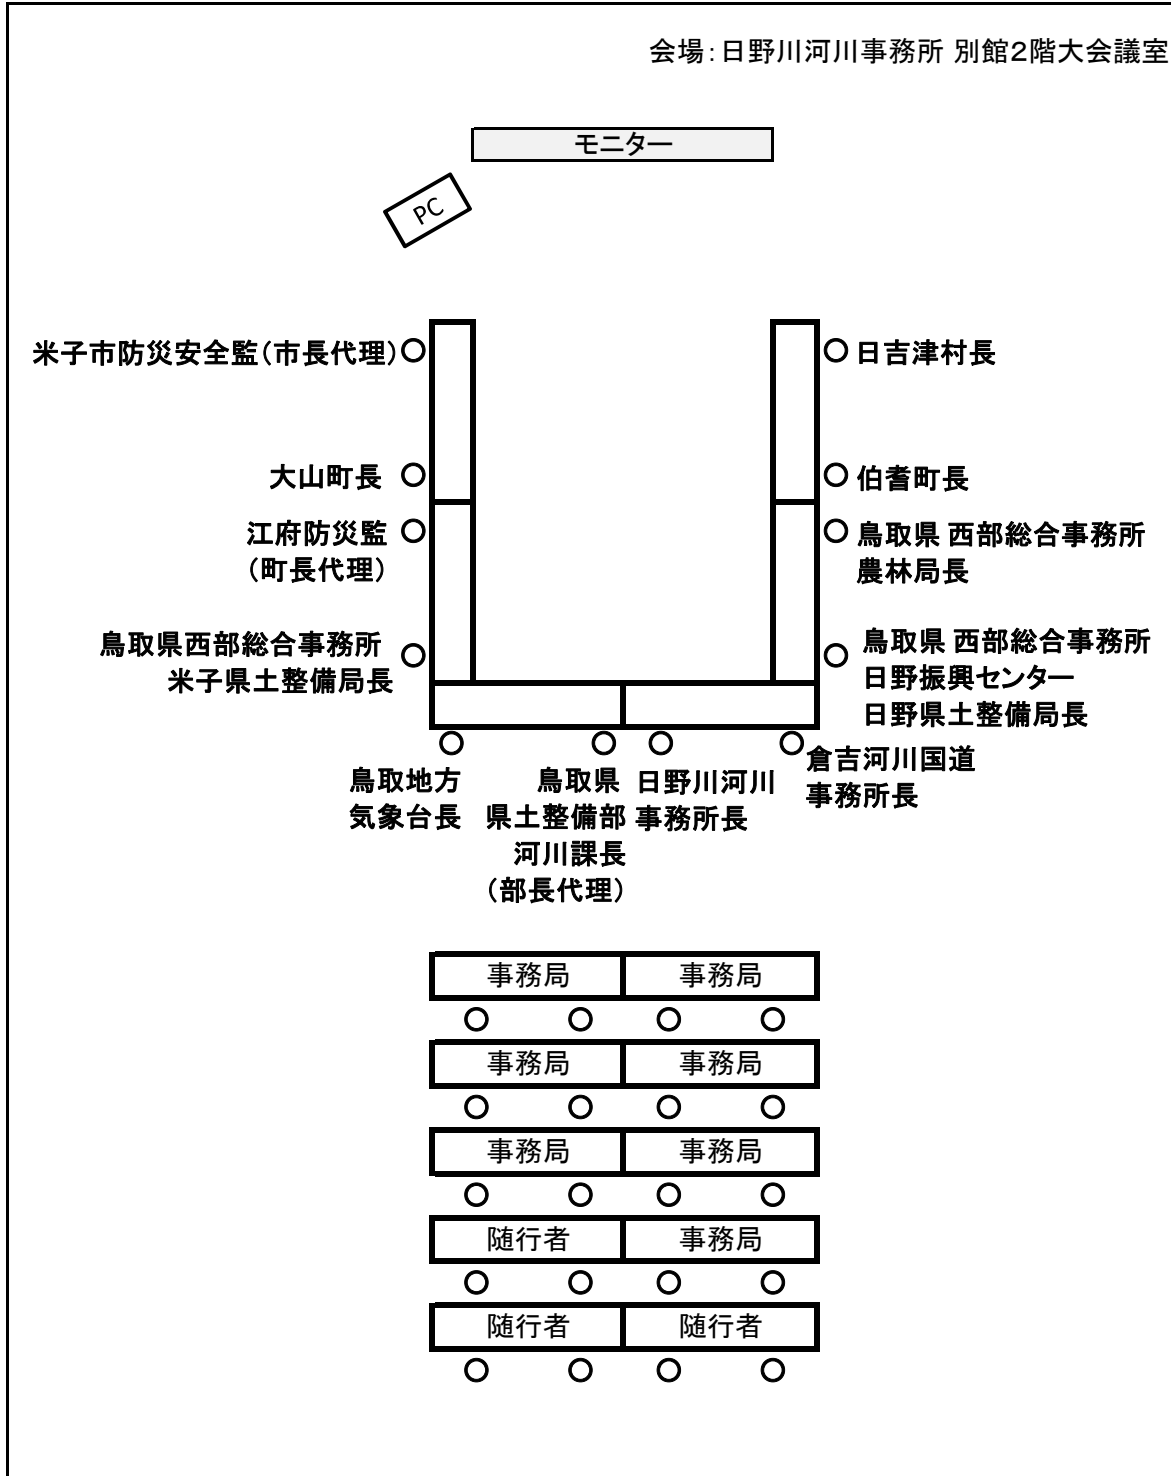 会場：日野川河川事務所 別館２階大会議室
モニター
PC
米子市防災安全監（市長代理）
日吉津村長
大山町長
伯耆町長
江府防災監
（町長代理）
鳥取県 西部総合事務所
農林局長
鳥取県西部総合事務所
米子県土整備局長
鳥取県 西部総合事務所
日野振興センター
日野県土整備局長
鳥取地方
気象台長
鳥取県
県土整備部
河川課長
（部長代理）
日野川河川
事務所長
倉吉河川国道
事務所長
事務局
事務局
事務局
事務局
事務局
事務局
随行者
事務局
随行者
随行者